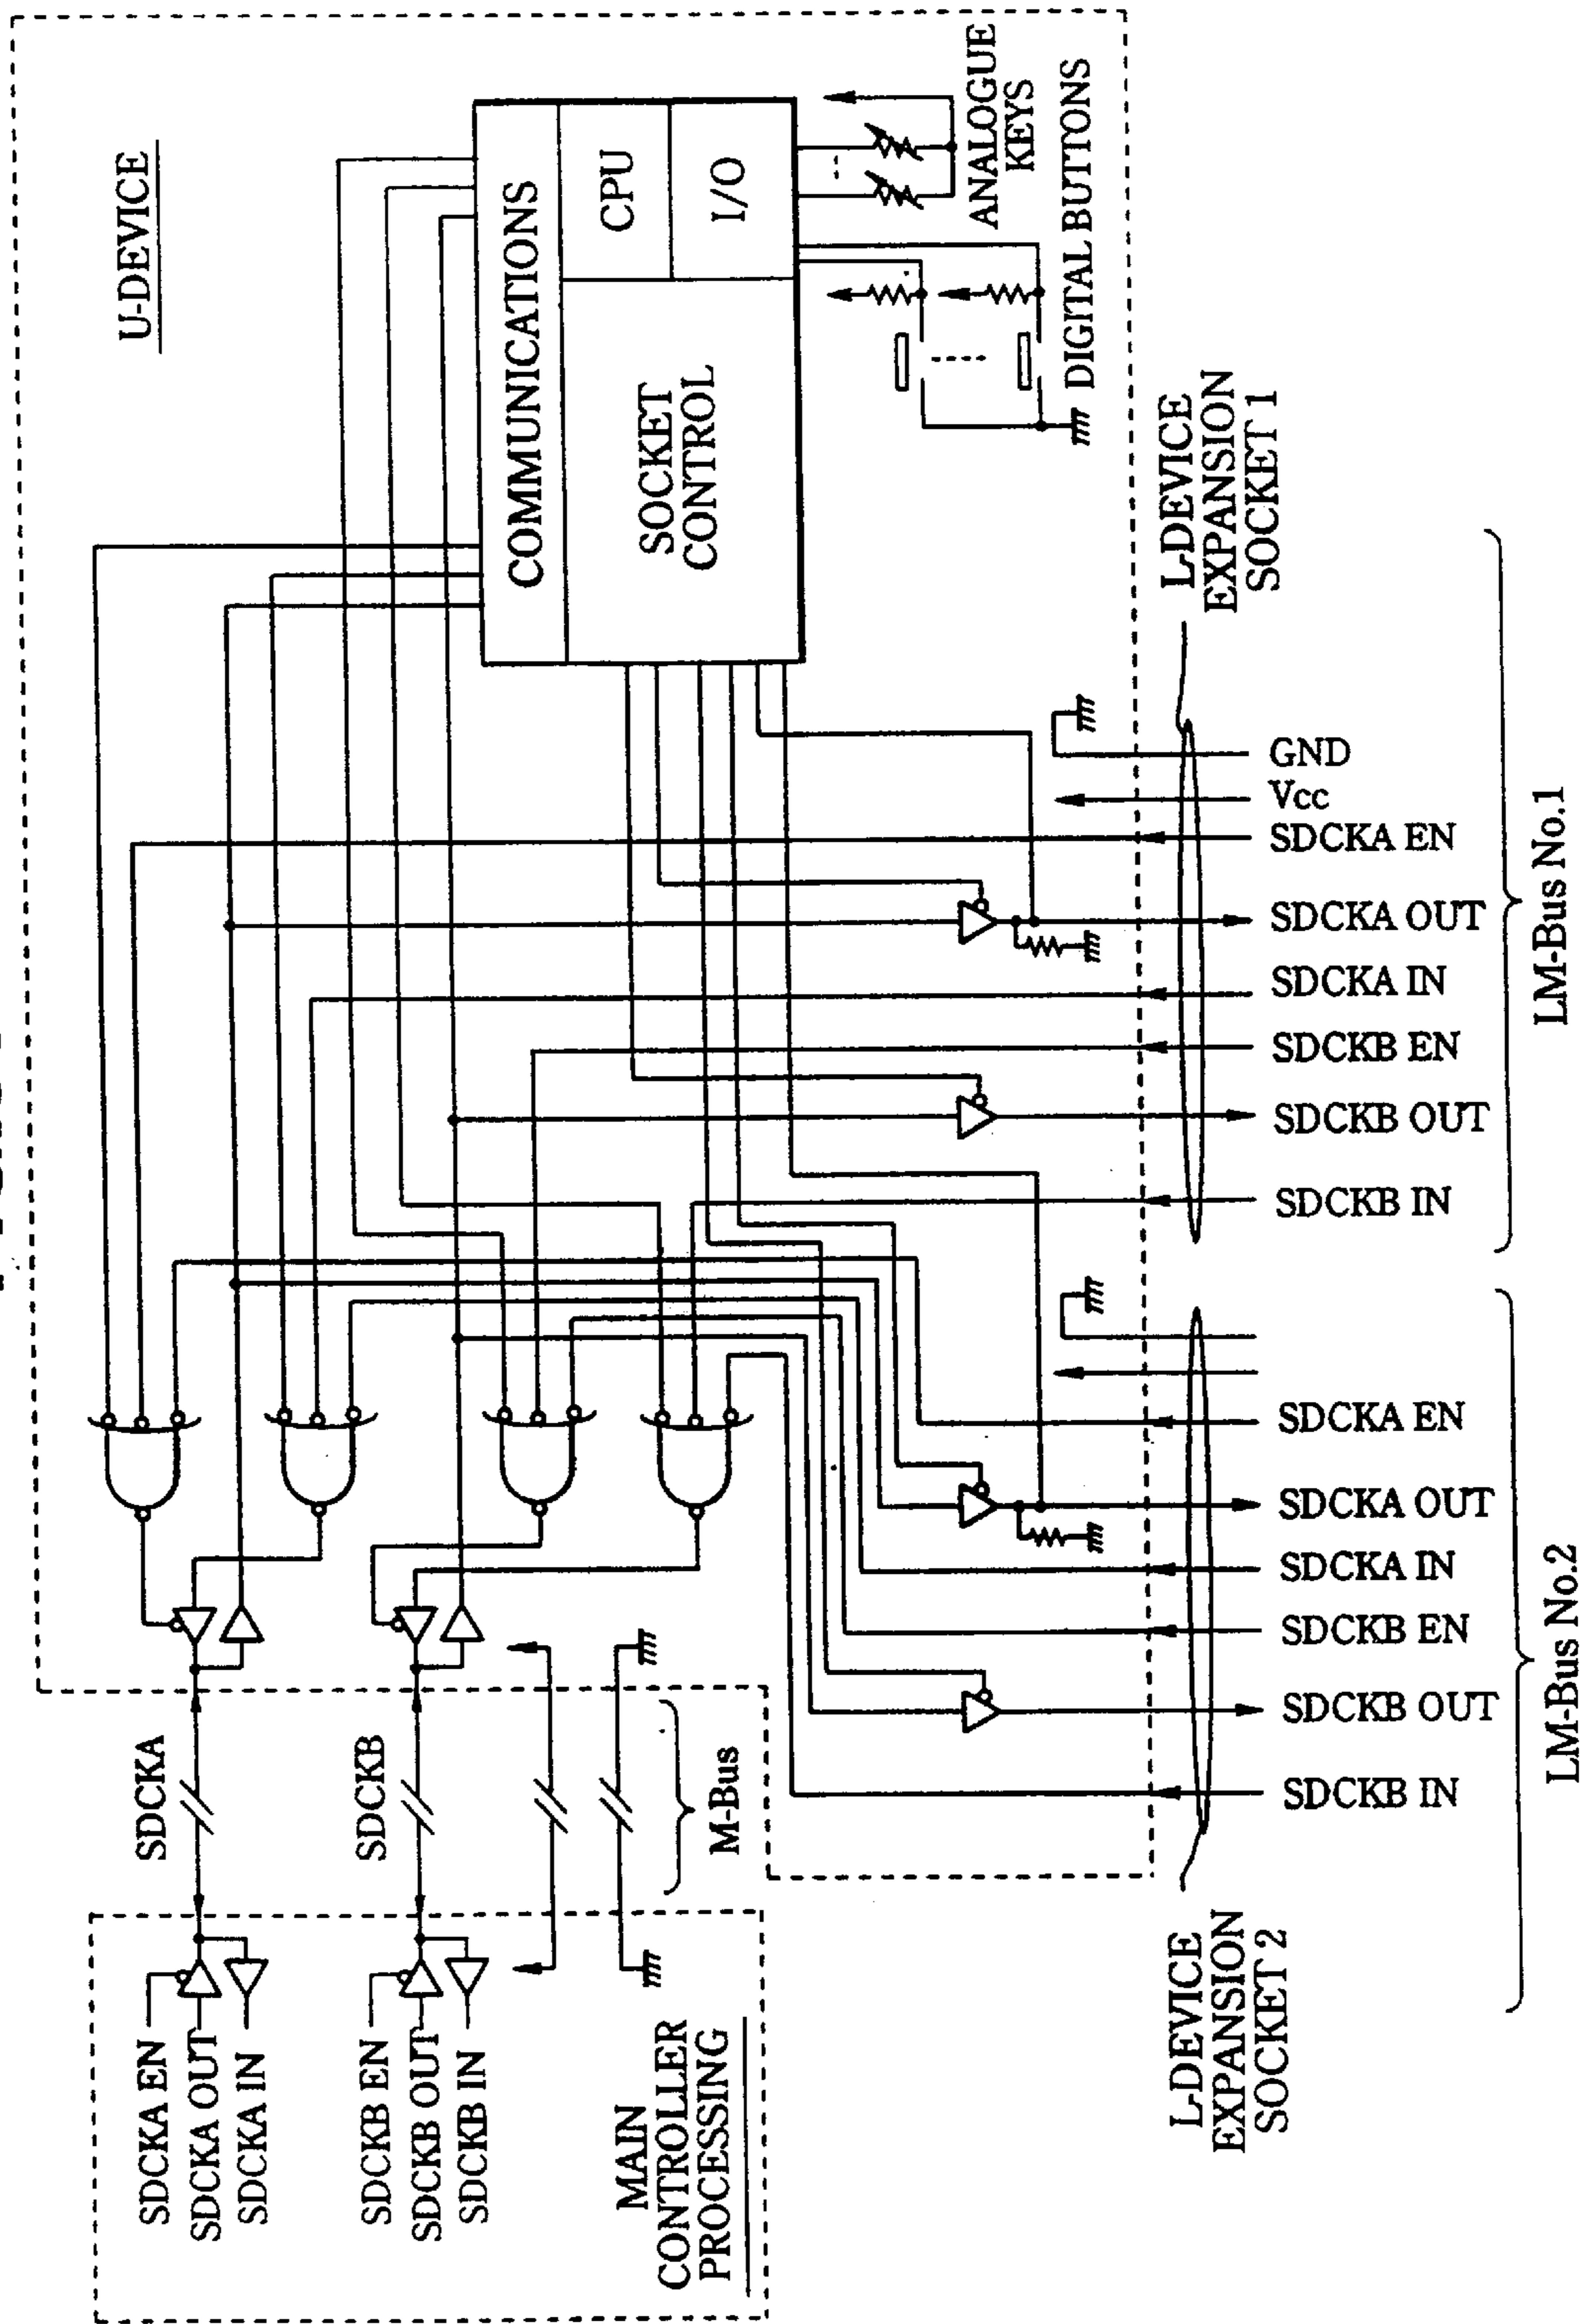 U-DEVICE
COMMUNICATIONS
CPU
I/O
SOCKET
CONTROL
ANALOGUE
KEYS
DIGITAL BUTTONS
SDCKA
SDCKB
M-Bus
SDCKA EN
SDCKA OUT
SDCKA IN
SDCKB EN
SDCKB OUT
SDCKB IN
MAIN
CONTROLLER
PROCESSING
L-DEVICE
EXPANSION
SOCKET 2
SDCKB IN
SDCKB OUT
SDCKB EN
SDCKA IN
SDCKA OUT
SDCKA EN
LM-Bus No.2
L-DEVICE
EXPANSION
SOCKET 1
SDCKB IN
SDCKB OUT
SDCKB EN
SDCKA IN
SDCKA OUT
SDCKA EN
Vcc
GND
LM-Bus No.1